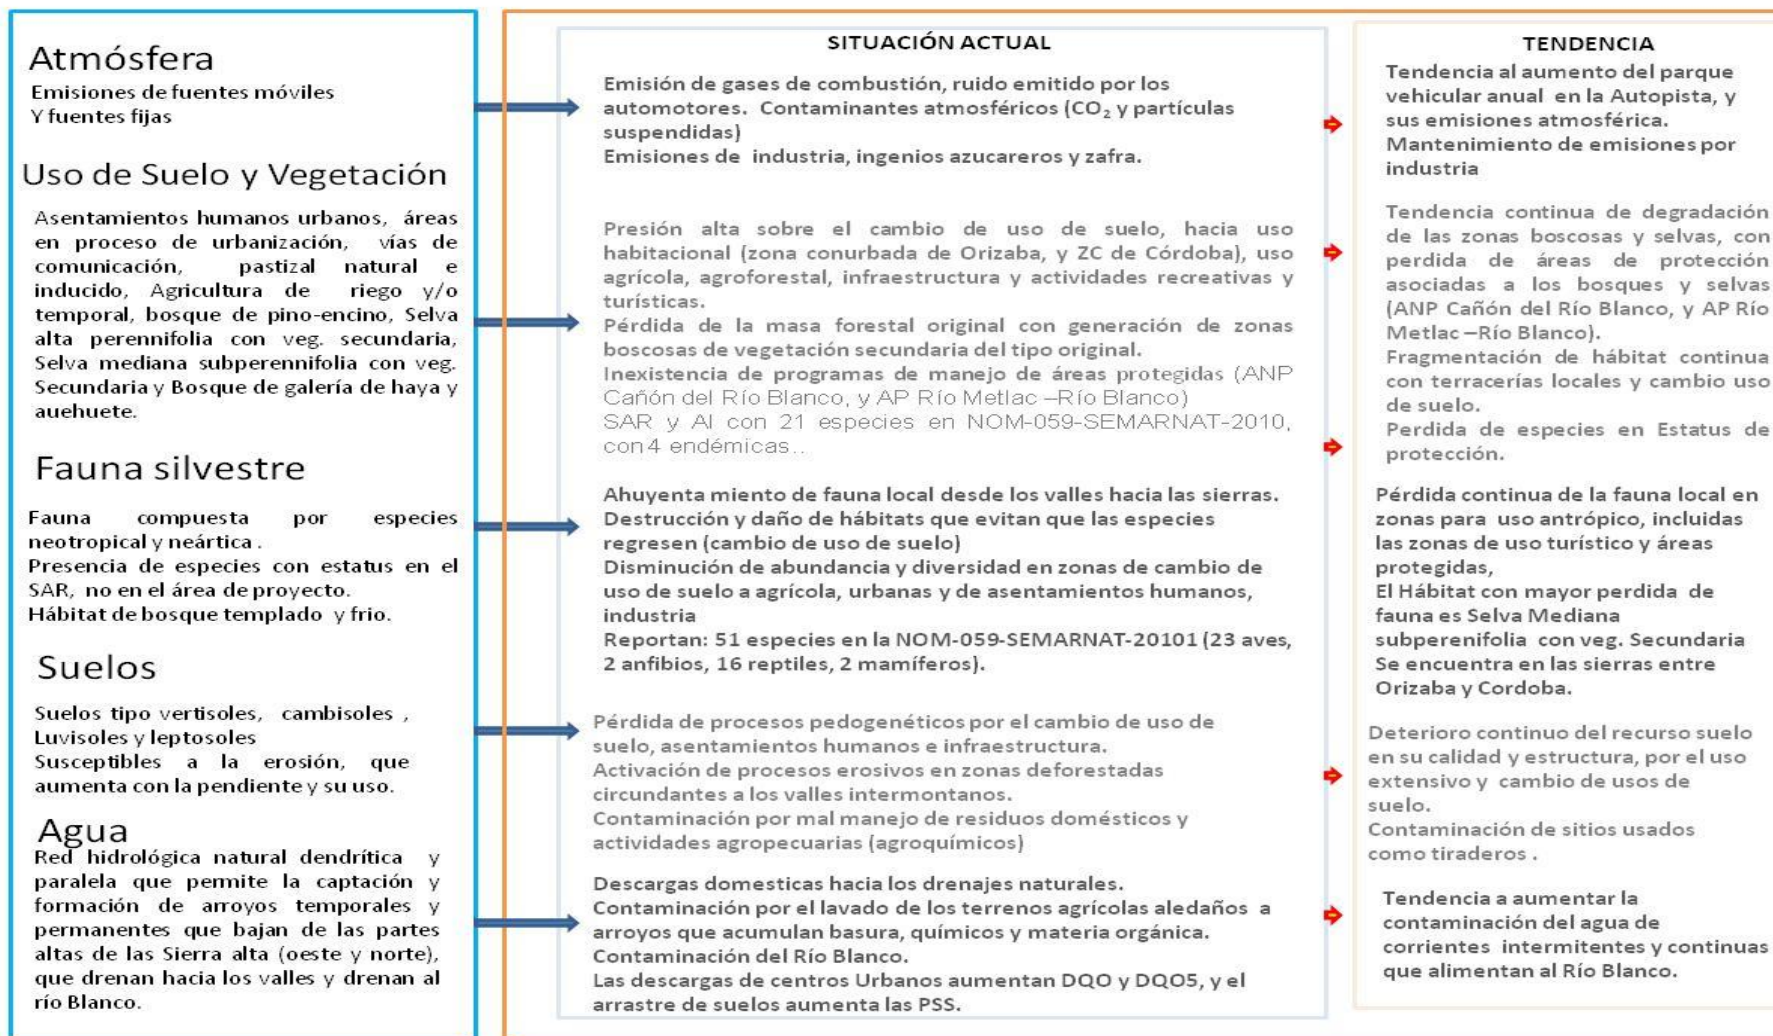 Atmósfera
Emisiones de fuentes móviles
Y fuentes fijas
Uso de Suelo y Vegetación
Asentamientos humanos urbanos, áreas
en proceso de urbanización, vías de
comunicación, pastizal natural e
inducido, Agricultura de riego y/o
temporal, bosque de pino-encino, Selva
alta perennifolia con veg. secundaria,
Selva mediana subperennifolia con veg.
Secundaria y Bosque de galería de haya y
auehuete.
Fauna silvestre
Fauna compuesta por especies
neotropical y neártica .
Presencia de especies con estatus en el
SAR, no en el área de proyecto.
Hábitat de bosque templado y frio.
Suelos
Suelos tipo vertisoles, cambisoles ,
Luvisoles y leptosoles
Susceptibles a la erosión, que
aumenta con la pendiente y su uso.
Agua
Red hidrológica natural dendrítica y
paralela que permite la captación y
formación de arroyos temporales y
permanentes que bajan de las partes
altas de las Sierra alta (oeste y norte),
que drenan hacia los valles y drenan al
río Blanco.
SITUACIÓN ACTUAL
Emisión de gases de combustión, ruido emitido por los
automotores. Contaminantes atmosféricos (CO₂ y partículas
suspendidas)
Emisiones de industria, ingenios azucareros y zafra.
Presión alta sobre el cambio de uso de suelo, hacia uso
habitacional (zona conurbada de Orizaba, y ZC de Córdoba), uso
agrícola, agroforestal, infraestructura y actividades recreativas y
turísticas.
Pérdida de la masa forestal original con generación de zonas
boscosas de vegetación secundaria del tipo original.
Inexistencia de programas de manejo de áreas protegidas (ANP
Cañón del Río Blanco, y AP Río Metlac –Río Blanco)
SAR y AI con 21 especies en NOM-059-SEMARNAT-2010,
con 4 endémicas..
Ahuyenta miento de fauna local desde los valles hacia las sierras.
Destrucción y daño de hábitats que evitan que las especies
regresen (cambio de uso de suelo)
Disminución de abundancia y diversidad en zonas de cambio de
uso de suelo a agrícola, urbanas y de asentamientos humanos,
industria
Reportan: 51 especies en la NOM-059-SEMARNAT-20101 (23 aves,
2 anfibios, 16 reptiles, 2 mamíferos).
Pérdida de procesos pedogenéticos por el cambio de uso de
suelo, asentamientos humanos e infraestructura.
Activación de procesos erosivos en zonas deforestadas
circundantes a los valles intermontanos.
Contaminación por mal manejo de residuos domésticos y
actividades agropecuarias (agroquímicos)
Descargas domesticas hacia los drenajes naturales.
Contaminación por el lavado de los terrenos agrícolas aledaños a
arroyos que acumulan basura, químicos y materia orgánica.
Contaminación del Río Blanco.
Las descargas de centros Urbanos aumentan DQO y DQO5, y el
arrastre de suelos aumenta las PSS.
TENDENCIA
Tendencia al aumento del parque
vehicular anual en la Autopista, y
sus emisiones atmosférica.
Mantenimiento de emisiones por
industria
Tendencia continua de degradación
de las zonas boscosas y selvas, con
perdida de áreas de protección
asociadas a los bosques y selvas
(ANP Cañón del Río Blanco, y AP Río
Metlac –Río Blanco).
Fragmentación de hábitat continua
con terracerías locales y cambio uso
de suelo.
Perdida de especies en Estatus de
protección.
Pérdida continua de la fauna local en
zonas para uso antrópico, incluidas
las zonas de uso turístico y áreas
protegidas,
El Hábitat con mayor perdida de
fauna es Selva Mediana
subperenifolia con veg. Secundaria
Se encuentra en las sierras entre
Orizaba y Cordoba.
Deterioro continuo del recurso suelo
en su calidad y estructura, por el uso
extensivo y cambio de usos de
suelo.
Contaminación de sitios usados
como tiraderos .
Tendencia a aumentar la
contaminación del agua de
corrientes intermitentes y continuas
que alimentan al Río Blanco.